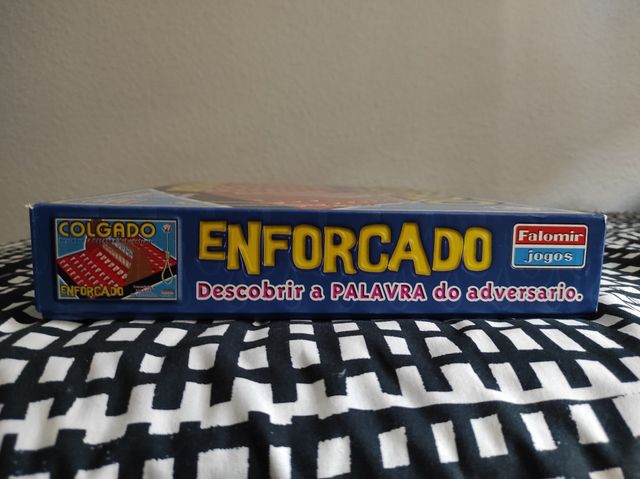 COLGADO
ENFORCADO
ENFORCADO
Descobrir a PALAVRA do adversario.
Falomir
jogos